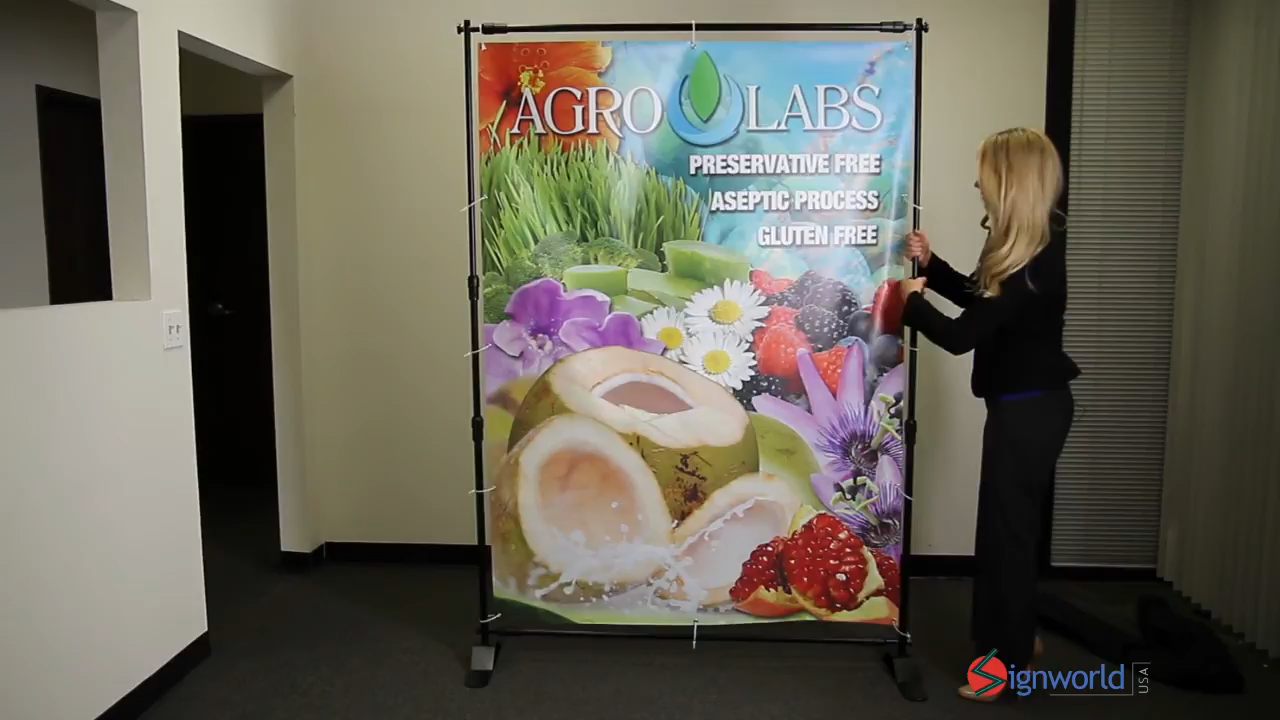 AGRO LABS
PRESERVATIVE FREE
ASEPTIC PROCESS
GLUTEN FREE
Signworld USA